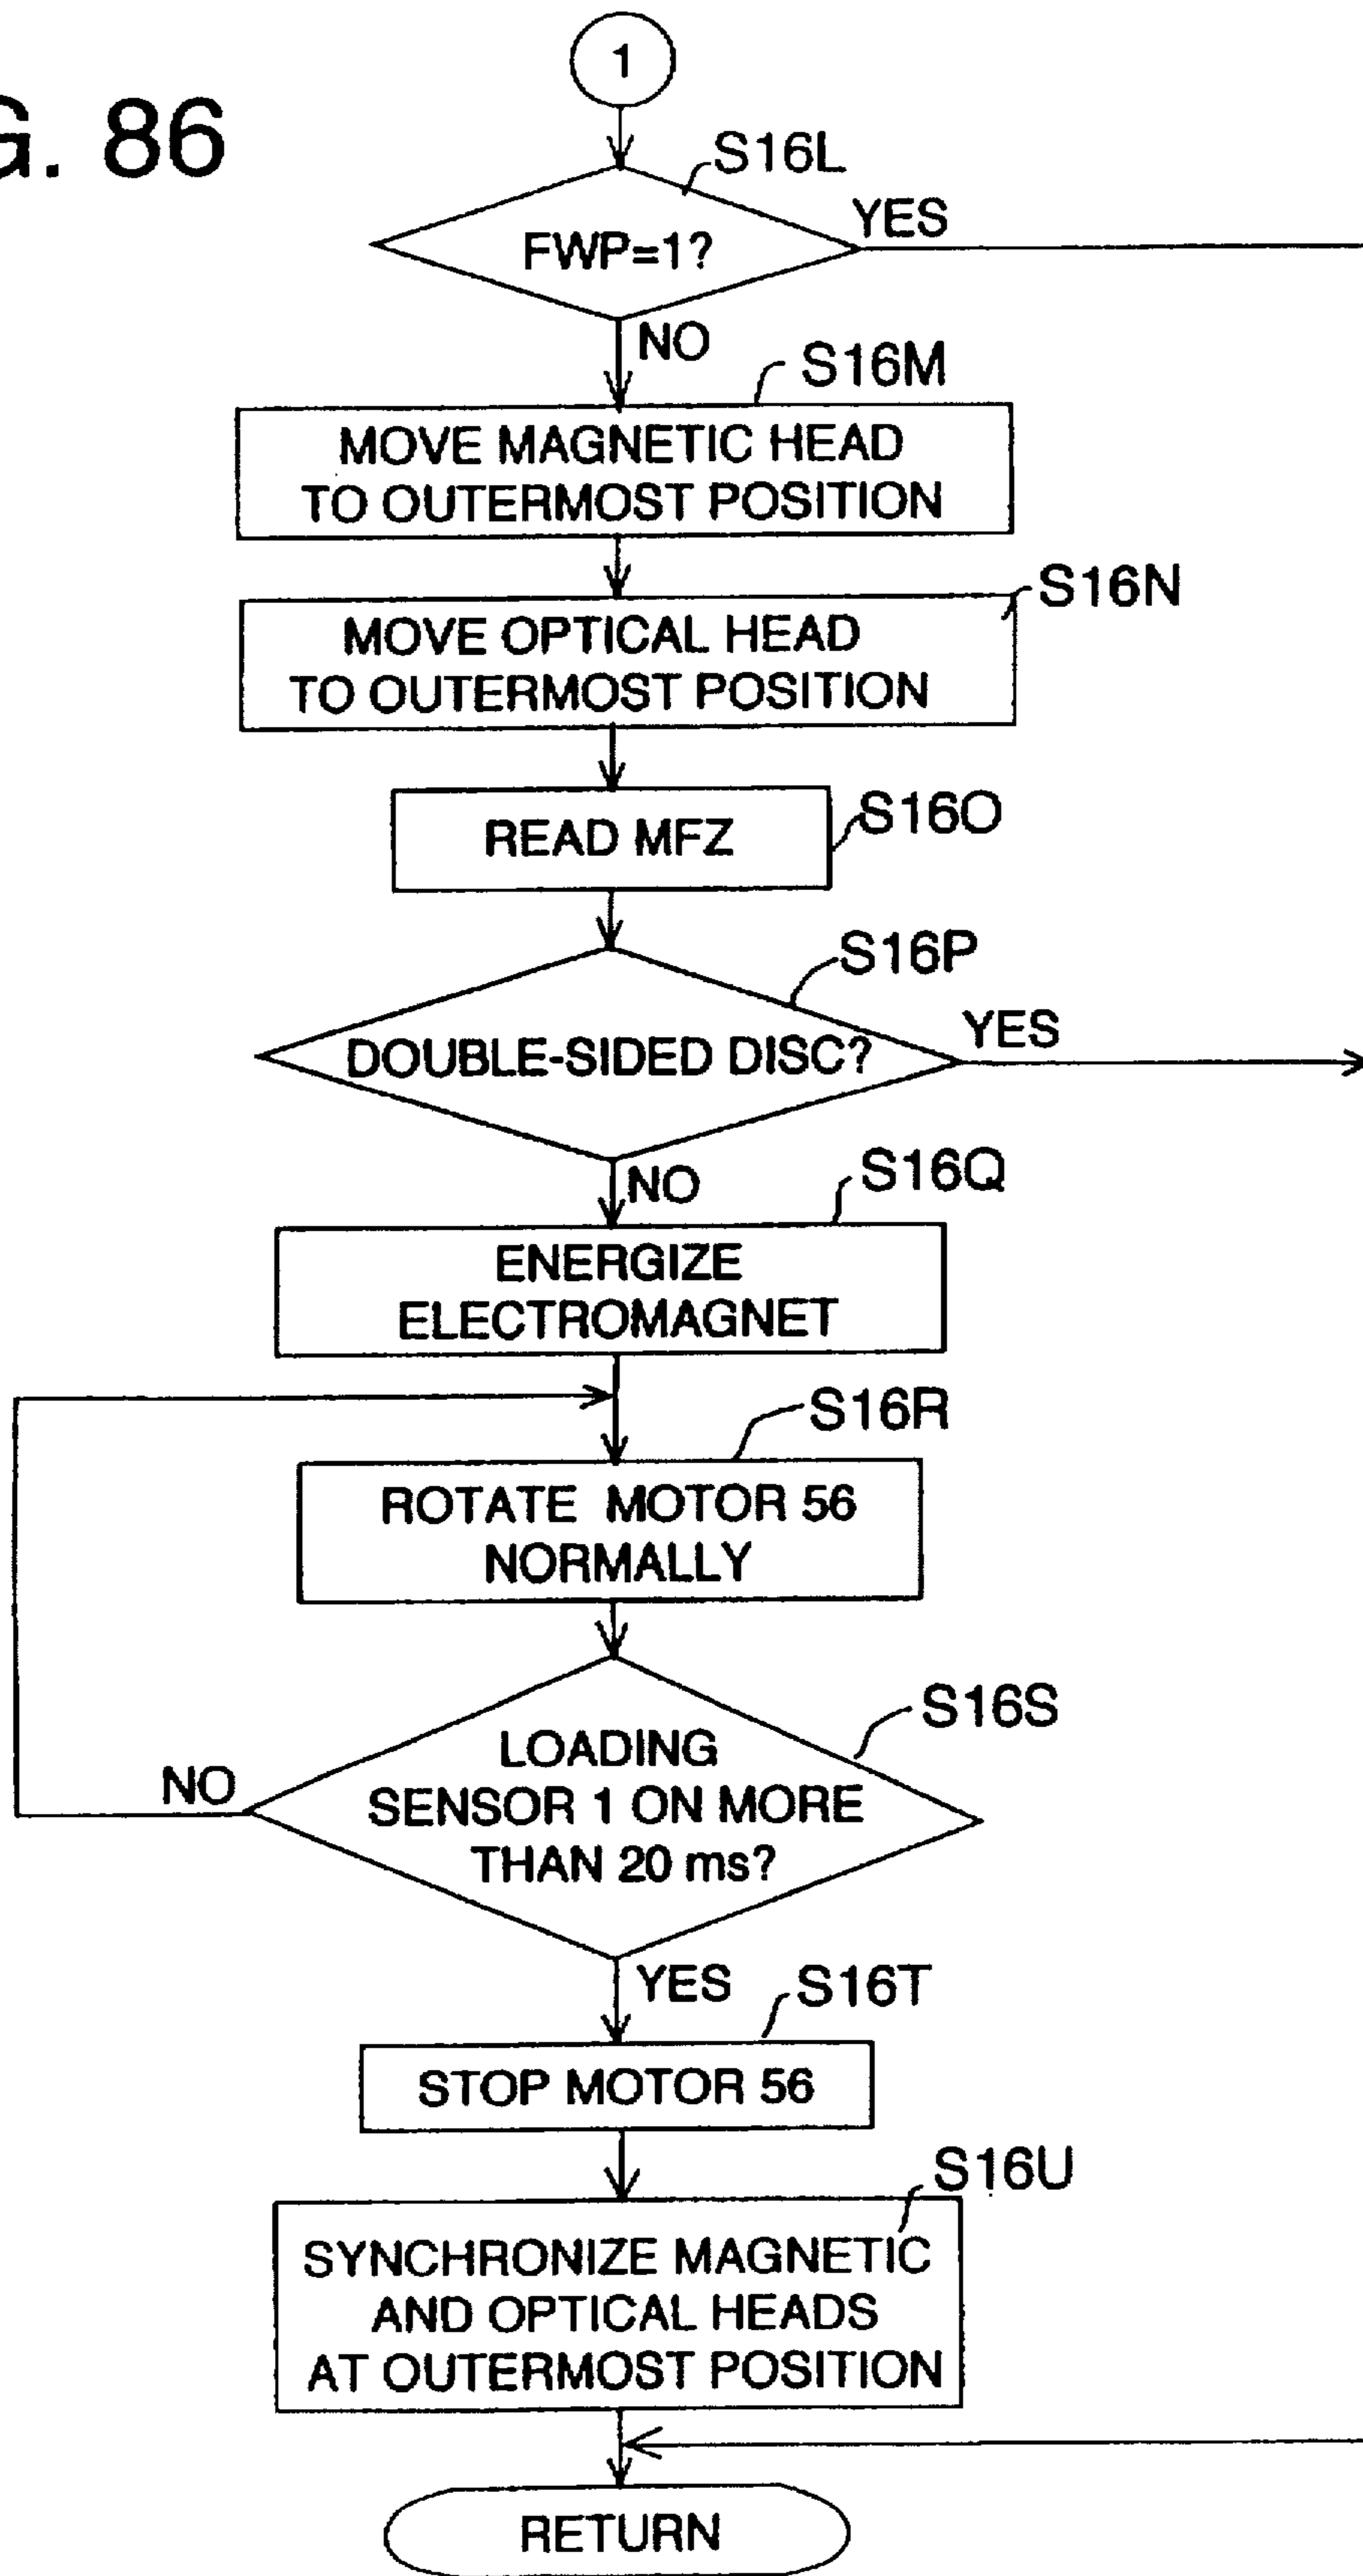 G. 86
1
S16L
FWP=1?
YES
NO
S16M
MOVE MAGNETIC HEAD
TO OUTERMOST POSITION
S16N
MOVE OPTICAL HEAD
TO OUTERMOST POSITION
S16O
READ MFZ
S16P
DOUBLE-SIDED DISC?
YES
NO
S16Q
ENERGIZE
ELECTROMAGNET
S16R
ROTATE MOTOR 56
NORMALLY
S16S
LOADING
SENSOR 1 ON MORE
THAN 20 ms?
NO
YES
S16T
STOP MOTOR 56
S16U
SYNCHRONIZE MAGNETIC
AND OPTICAL HEADS
AT OUTERMOST POSITION
RETURN